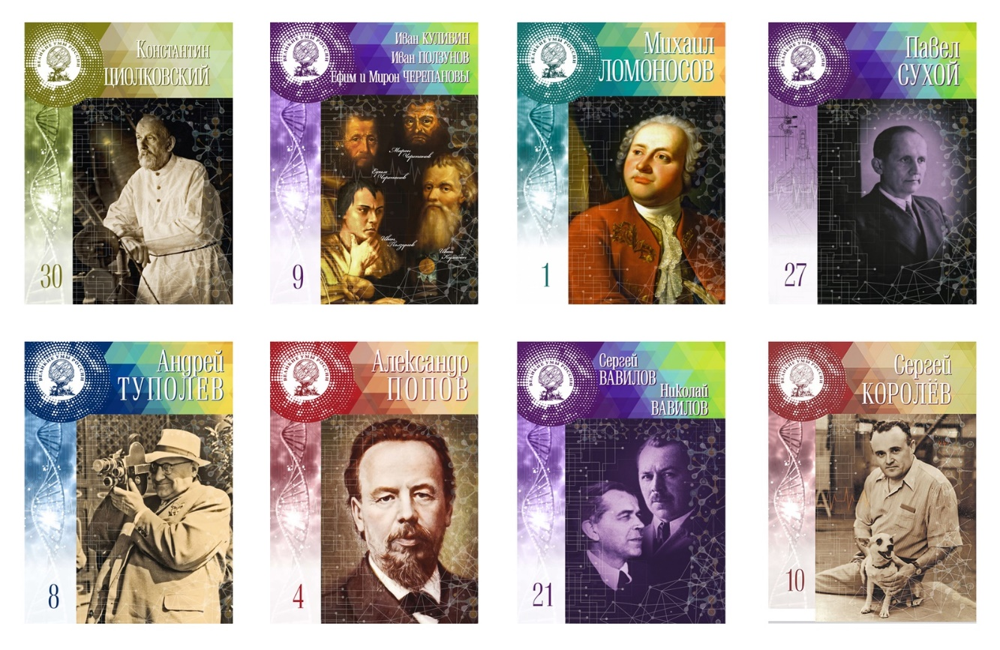 ВЕЛИКИЕ УМЫ РОССИИ
Константин
ЦИОЛКОВСКИЙ
30
ВЕЛИКИЕ УМЫ РОССИИ
Иван КУЛИБИН
Иван ПОЛЗУНОВ
Ефим и Мирон ЧЕРЕПАНОВЫ
Мирон
Черепанов
Ефим
Черепанов
Иван
Ползунов
Иван
Кулибин
9
ВЕЛИКИЕ УМЫ РОССИИ
Михаил
ЛОМОНОСОВ
1
ВЕЛИКИЕ УМЫ РОССИИ
Павел
СУХОЙ
27
ВЕЛИКИЕ УМЫ РОССИИ
Андрей
ТУПОЛЕВ
8
ВЕЛИКИЕ УМЫ РОССИИ
Александр
ПОПОВ
4
ВЕЛИКИЕ УМЫ РОССИИ
Сергей
ВАВИЛОВ
Николай
ВАВИЛОВ
21
ВЕЛИКИЕ УМЫ РОССИИ
Сергей
КОРОЛЁВ
10